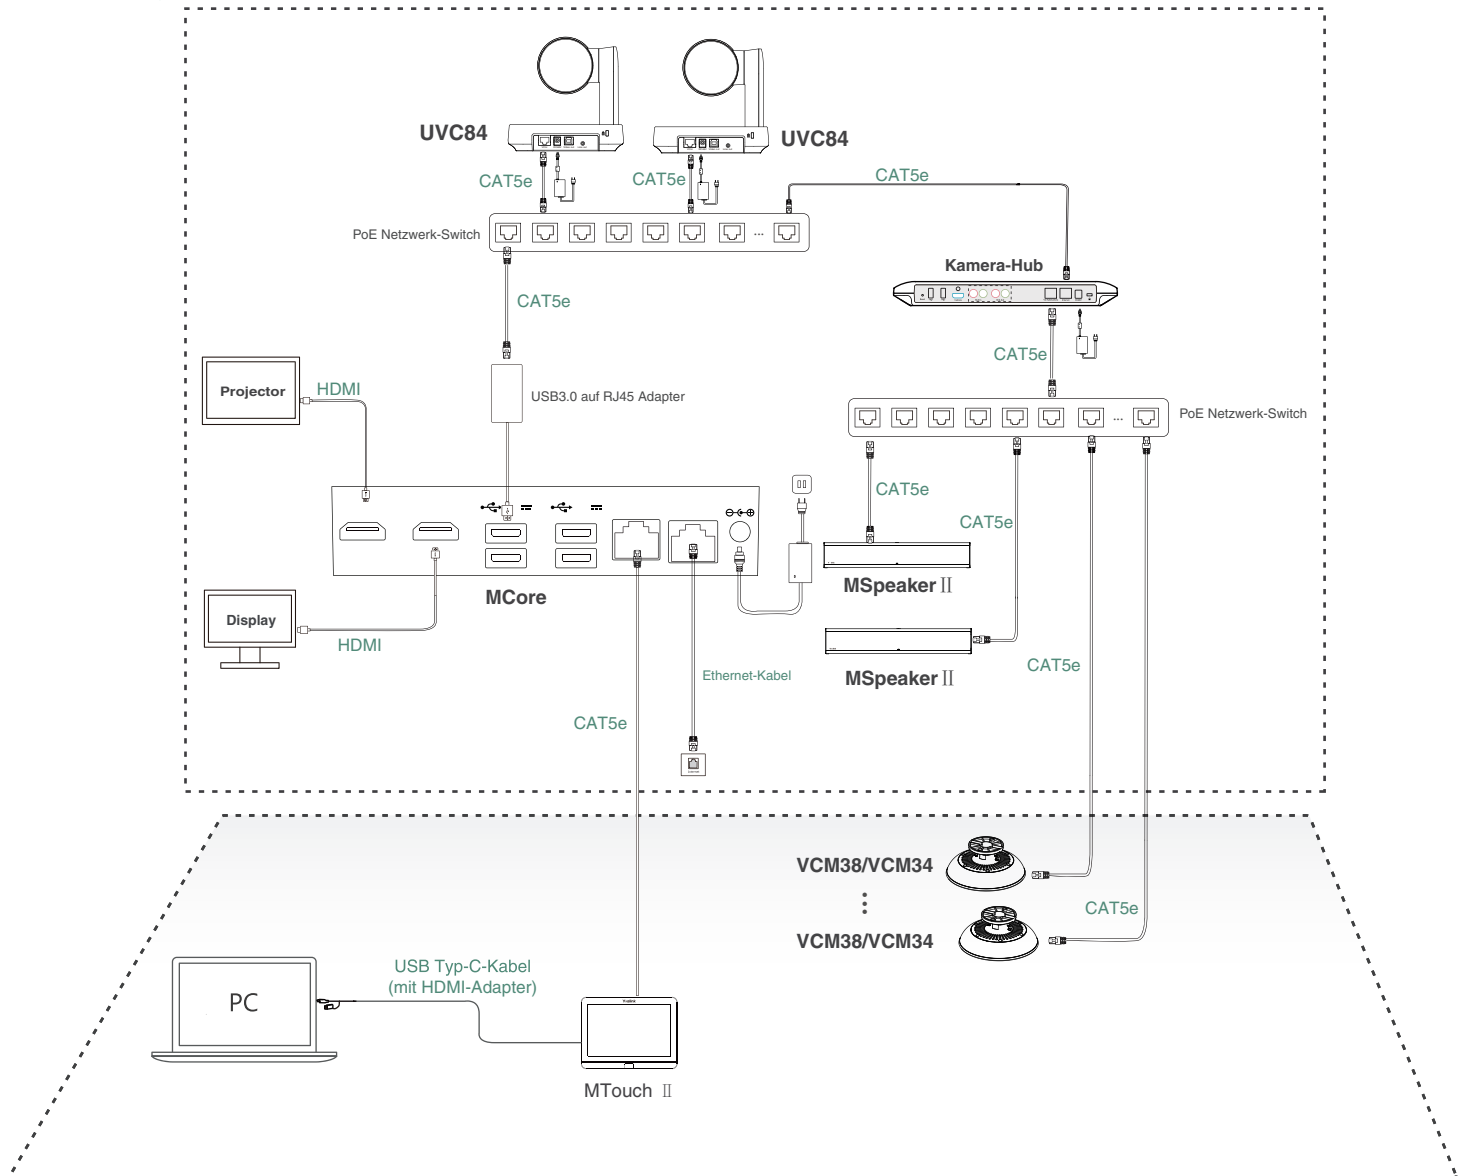 UVC84
UVC84
CAT5e
CAT5e
CAT5e
PoE Netzwerk-Switch
...
Kamera-Hub
CAT5e
CAT5e
Projector
HDMI
USB3.0 auf RJ45 Adapter
PoE Netzwerk-Switch
...
CAT5e
CAT5e
MCore
MSpeaker II
Display
HDMI
MSpeaker II
CAT5e
Ethernet-Kabel
CAT5e
VCM38/VCM34
CAT5e
VCM38/VCM34
USB Typ-C-Kabel
(mit HDMI-Adapter)
PC
Yealink
MTouch II